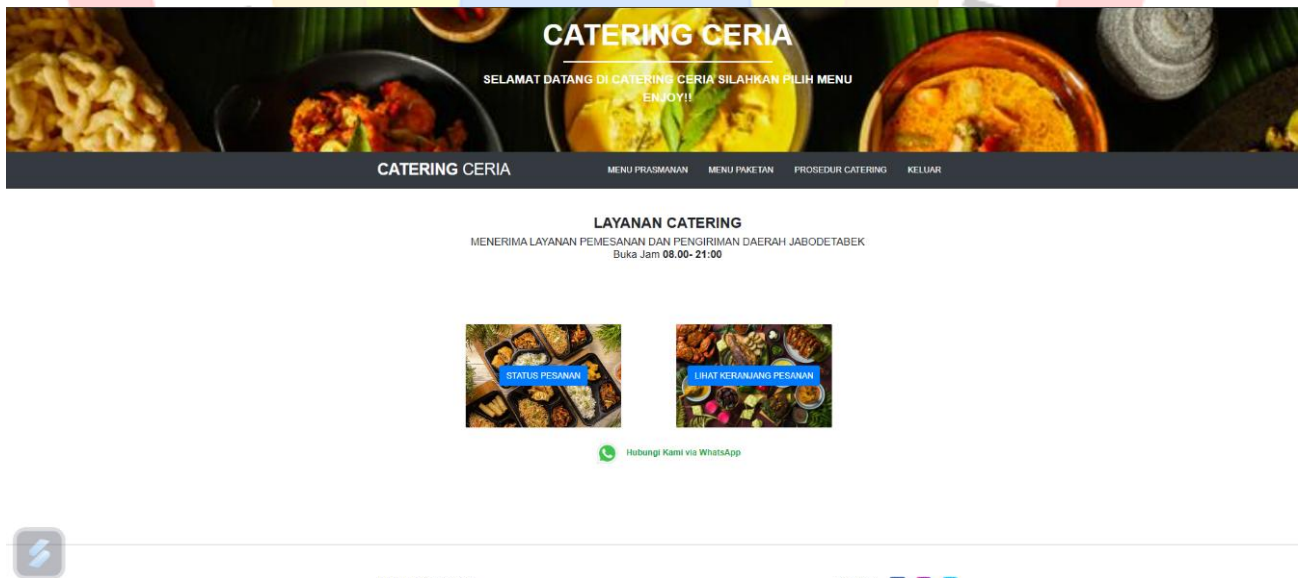 CATERING CERIA
SELAMAT DATANG DI CATERING CERIA SILAHKAN PILIH MENU
ENJOY!!
CATERING CERIA
MENU PRASMANAN
MENU PAKETAN
PROSEDUR CATERING
KELUAR
LAYANAN CATERING
MENERIMA LAYANAN PEMESANAN DAN PENGIRIMAN DAERAH JABODETABEK
Buka Jam 08.00- 21:00
STATUS PESANAN
LIHAT KERANJANG PESANAN
Hubungi Kami via WhatsApp